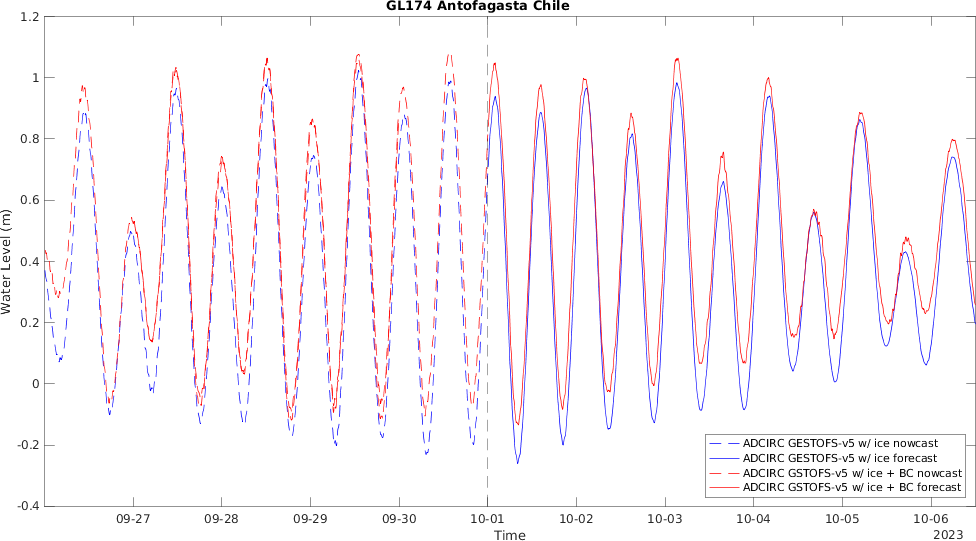 GL174 Antofagasta Chile
1.2
1
0.8
0.6
0.4
0.2
0
-0.2
-0.4
Water Level (m)
ADCIRC GESTOFS-v5 w/ ice nowcast
ADCIRC GESTOFS-v5 w/ ice forecast
ADCIRC GSTOFS-v5 w/ ice + BC nowcast
ADCIRC GSTOFS-v5 w/ ice + BC forecast
09-27 09-28 09-29 09-30 10-01 10-02 10-03 10-04 10-05 10-06
Time
2023